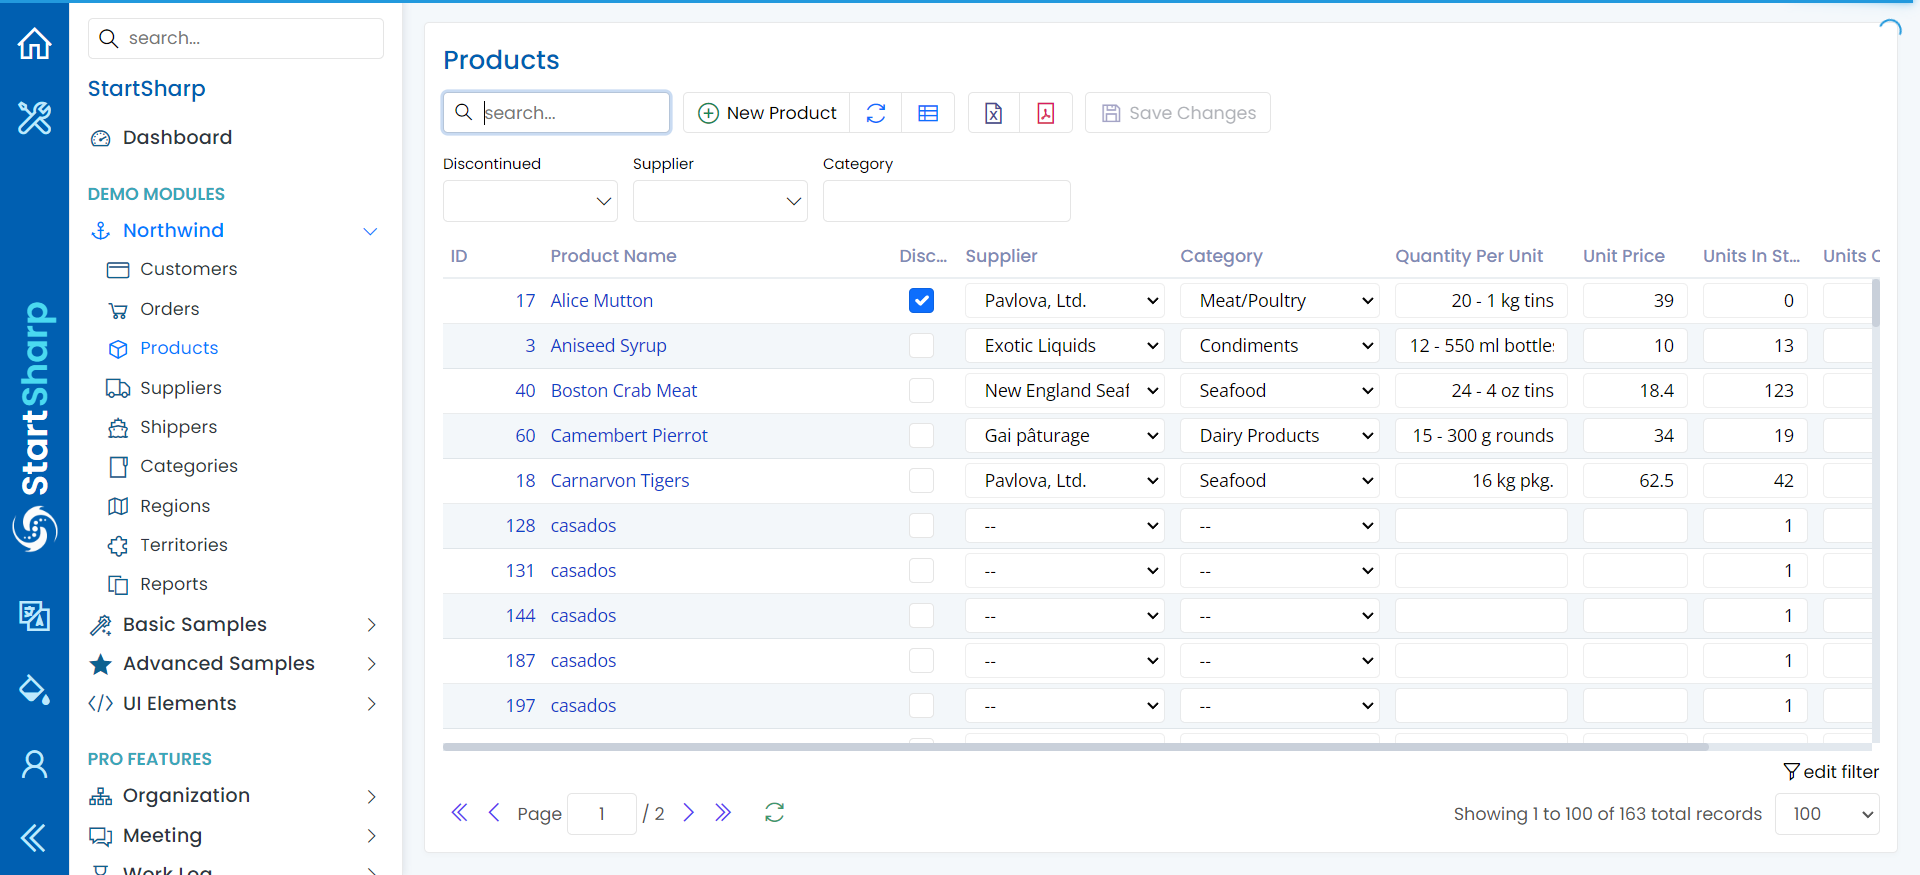 search...
StartSharp
Dashboard
DEMO MODULES
Northwind
Customers
Orders
Products
Suppliers
Shippers
Categories
Regions
Territories
Reports
Basic Samples
Advanced Samples
UI Elements
PRO FEATURES
Organization
Meeting
Work Log
StartSharp
Products
search...
New Product
Save Changes
Discontinued Supplier Category
ID Product Name Disc... Supplier Category Quantity Per Unit Unit Price Units In St... Units O
17 Alice Mutton Pavlova, Ltd. Meat/Poultry 20 - 1 kg tins 39 0
3 Aniseed Syrup Exotic Liquids Condiments 12 - 550 ml bottles 10 13
40 Boston Crab Meat New England Seaf Seafood 24 - 4 oz tins 18.4 123
60 Camembert Pierrot Gai pâturage Dairy Products 15 - 300 g rounds 34 19
18 Carnarvon Tigers Pavlova, Ltd. Seafood 16 kg pkg. 62.5 42
128 casados -- -- 1
131 casados -- -- 1
144 casados -- -- 1
187 casados -- -- 1
197 casados -- -- 1
edit filter
Page 1 / 2
Showing 1 to 100 of 163 total records 100